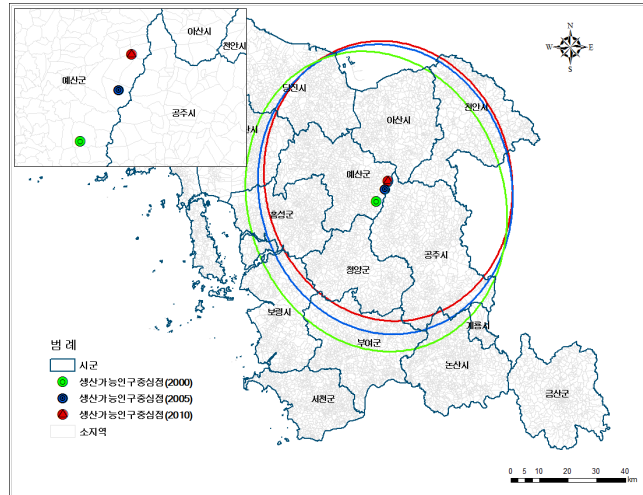 아산시
천안시
예산군
공주시
N
W
E
S
당진시
아산시
천안시
산시
예산군
홍성군
공주시
청양군
보령시
계룡시
부여군
논산시
서천군
금산군
범 례
시군
생산가능인구중심점(2000)
생산가능인구중심점(2005)
생산가능인구중심점(2010)
소지역
0 5 10 20 30 40
km